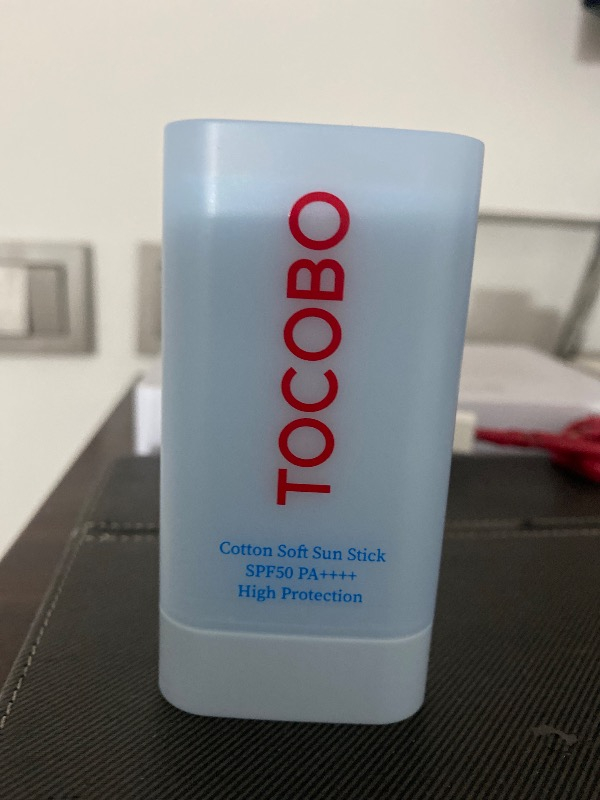 TOCOBO
Cotton Soft Sun Stick
SPF50 PA++++
High Protection